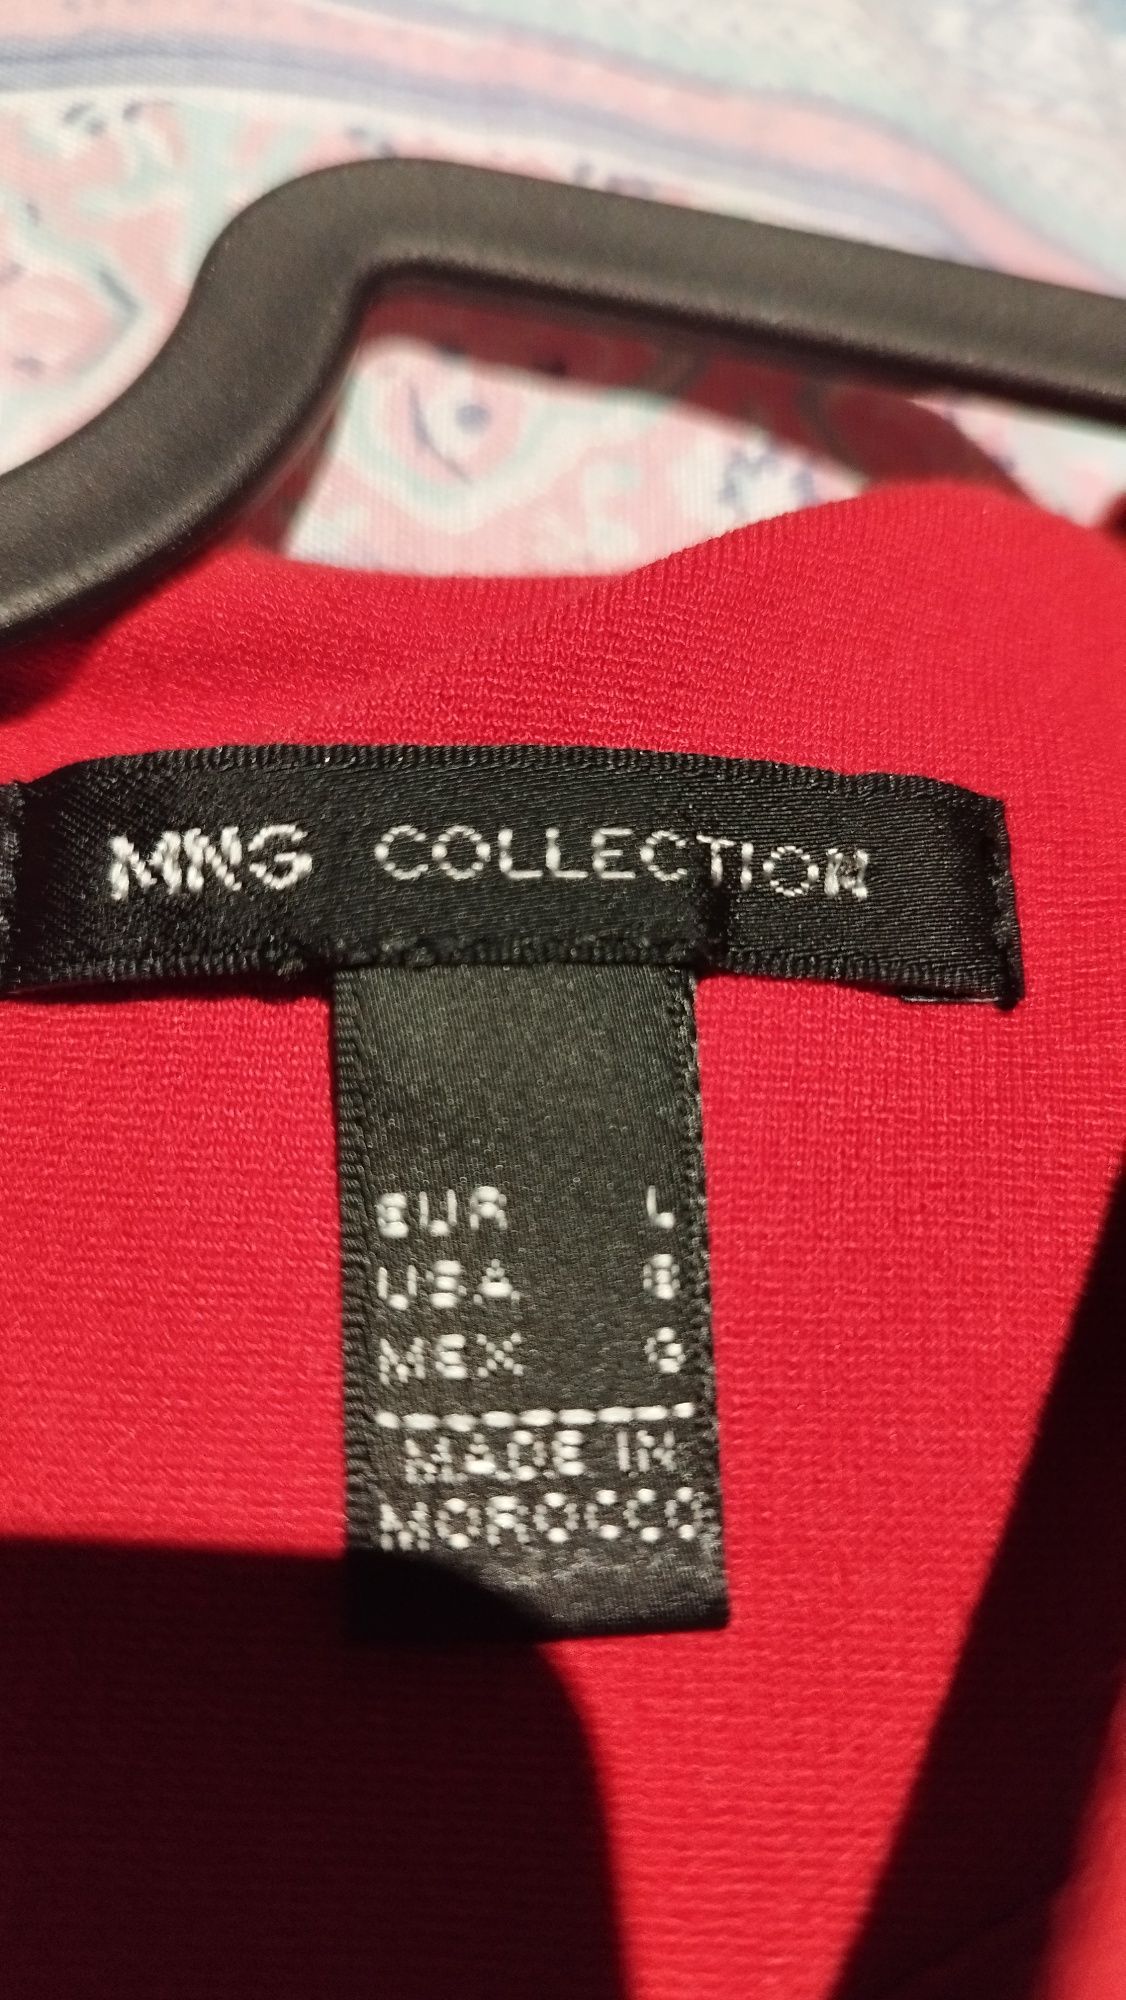 MNG COLLECTION
EUR L
USA 8
MEX G
MADE IN
MOROCCO